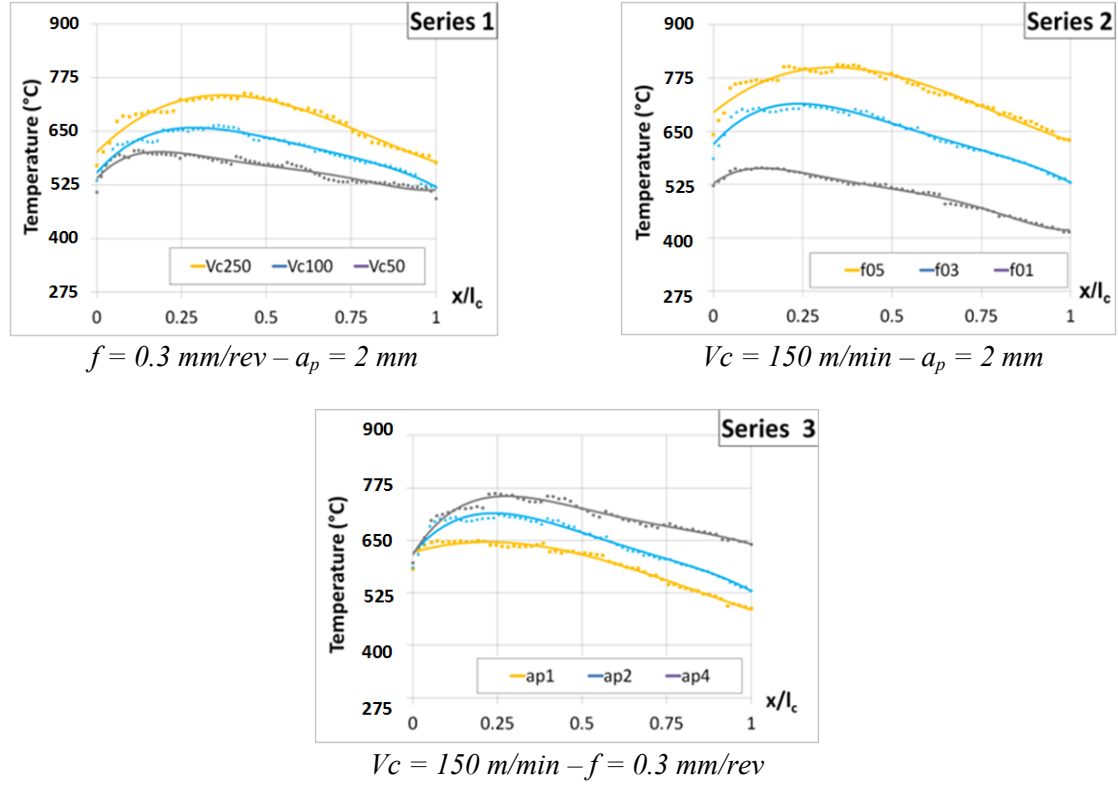 Series 1
Temperature (°C)
900
775
650
525
400
275
0 0.25 0.5 0.75 1
x/lc
Vc250 Vc100 Vc50
f = 0.3 mm/rev – ap = 2 mm
Series 2
Temperature (°C)
900
775
650
525
400
275
0 0.25 0.5 0.75 1
x/lc
f05 f03 f01
Vc = 150 m/min – ap = 2 mm
Series 3
Temperature (°C)
900
775
650
525
400
275
0 0.25 0.5 0.75 1
x/lc
ap1 ap2 ap4
Vc = 150 m/min – f = 0.3 mm/rev